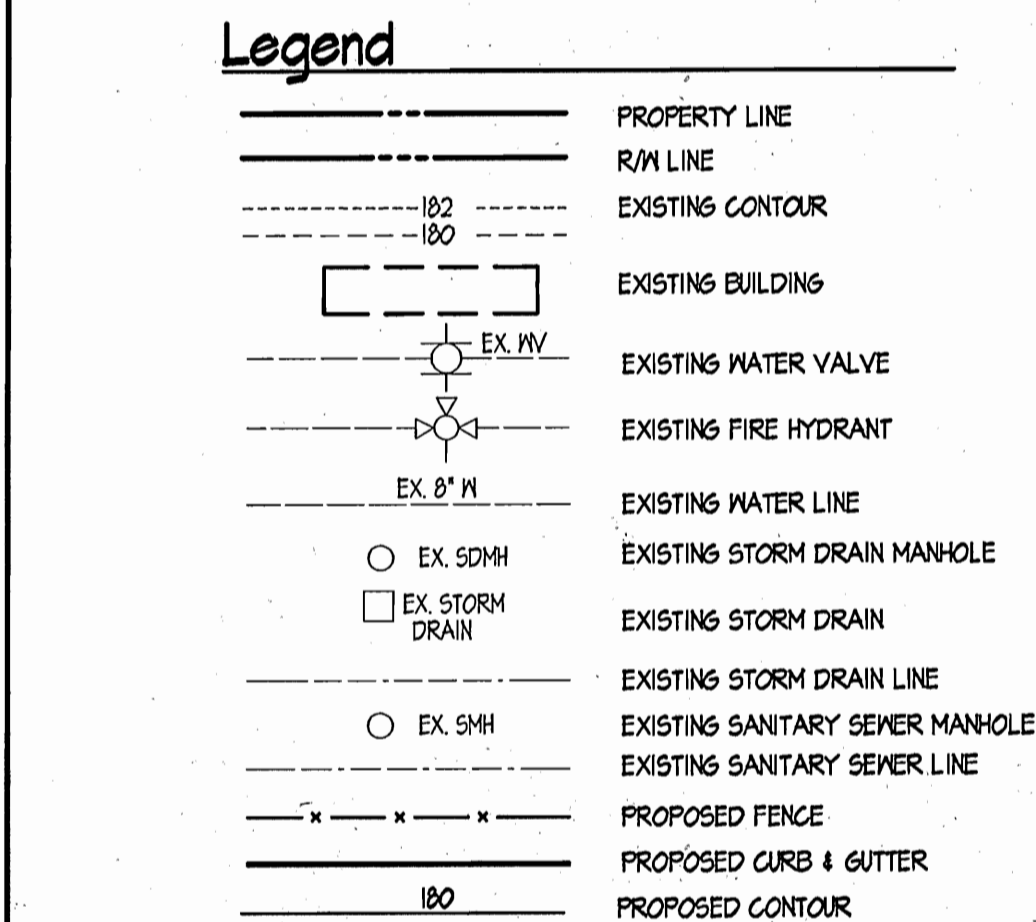 Legend
PROPERTY LINE
R/W LINE
182 EXISTING CONTOUR
180
EXISTING BUILDING
EX. WV
EXISTING WATER VALVE
EXISTING FIRE HYDRANT
EX. 8" W
EXISTING WATER LINE
EX. SDMH EXISTING STORM DRAIN MANHOLE
EX. STORM
DRAIN
EXISTING STORM DRAIN
EXISTING STORM DRAIN LINE
EX. SMH EXISTING SANITARY SEWER MANHOLE
EXISTING SANITARY SEWER LINE
PROPOSED FENCE
PROPOSED CURB & GUTTER
180
PROPOSED CONTOUR